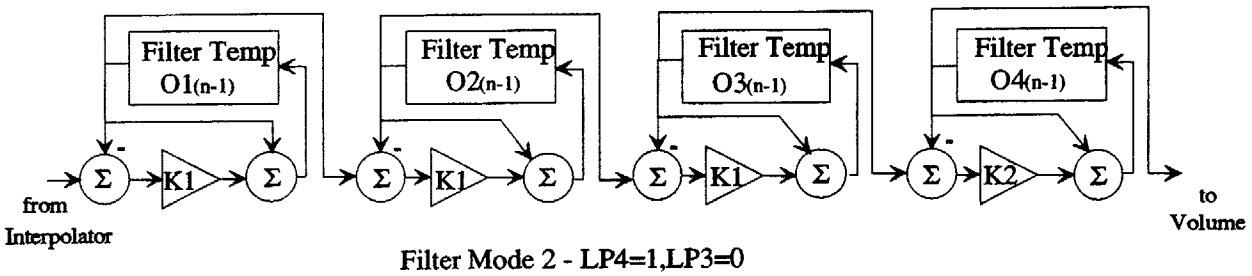 Filter Temp
O1(n-1)
Filter Temp
O2(n-1)
Filter Temp
O3(n-1)
Filter Temp
O4(n-1)
- - - -
Σ K1 Σ Σ K1 Σ Σ K1 Σ Σ K2 Σ
from
Interpolator
to
Volume
Filter Mode 2 - LP4=1,LP3=0